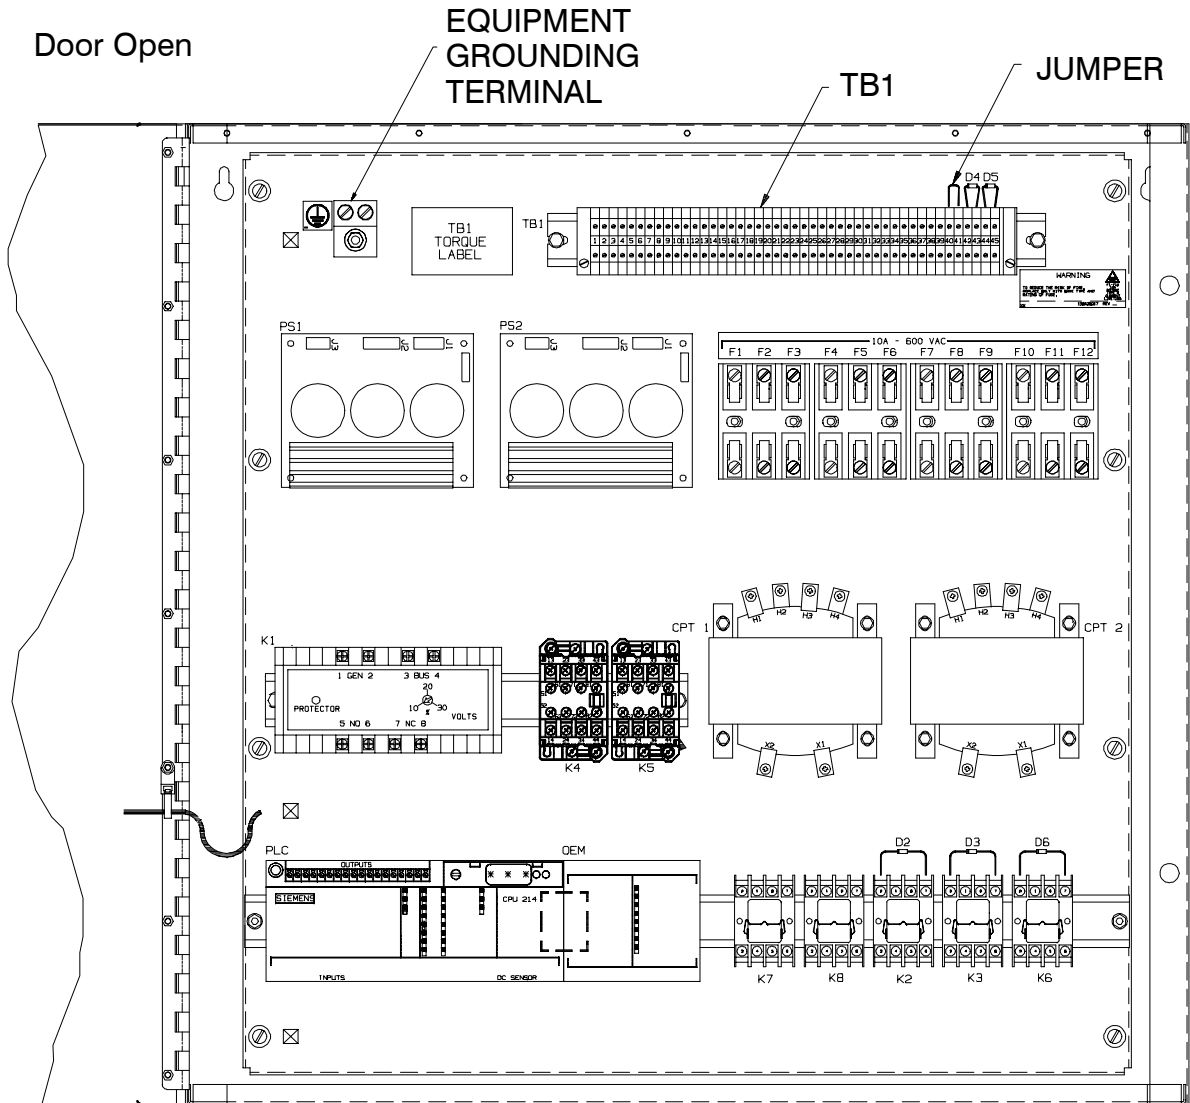 Door Open
EQUIPMENT
GROUNDING
TERMINAL
TB1
JUMPER
D4 D5
TB1
TORQUE
LABEL
TB1
1 2 3 4 5 6 7 8 9 10 11 12 13 14 15 16 17 18 19 20 21 22 23 24 25 26 27 28 29 30 31 32 33 34 35 36 37 38 39 40 41 42 43 44 45
WARNING
PS1
J3 J2 J1
PS2
J3 J2 J1
10A - 600 VAC
F1 F2 F3 F4 F5 F6 F7 F8 F9 F10 F11 F12
K1
1 GEN 2 3 BUS 4
20
PROTECTOR
10 % 30
VOLTS
5 NO 6 7 NC 8
K4
K5
CPT 1
H1 H2 H3 H4
X2 X1
CPT 2
H1 H2 H3 H4
X2 X1
PLC
OUTPUTS
SIEMENS
CPU 214
INPUTS
DC SENSOR
OEM
D2
D3
D6
K7
K8
K2
K3
K6